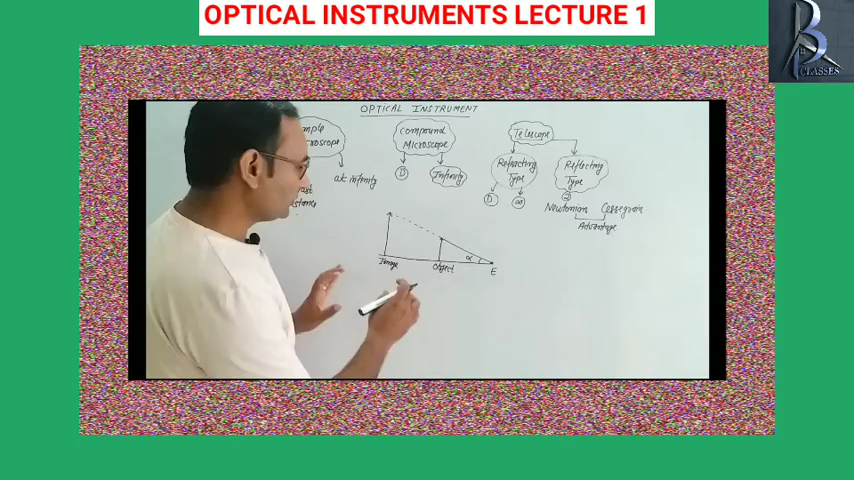 OPTICAL INSTRUMENTS LECTURE 1
CLASSES
OPTICAL INSTRUMENT
compound
Microscope
Telescope
D
Infinity
at infinity
Refracting
Type
Reflecting
Type
D
∞
Newtonian Cassegrain
Advantage
Image
Object
α
E